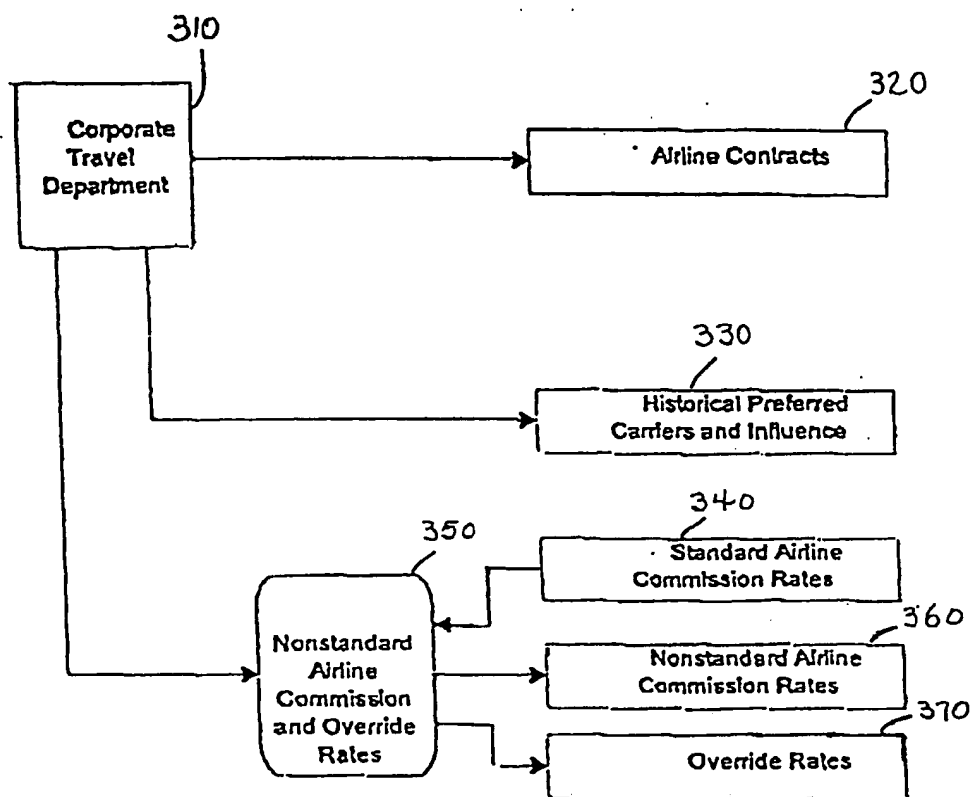 310
Corporate
Travel
Department
320
Airline Contracts
330
Historical Preferred
Carriers and Influence
340
Standard Airline
Commission Rates
350
Nonstandard
Airline
Commission
and Override
Rates
360
Nonstandard Airline
Commission Rates
370
Override Rates